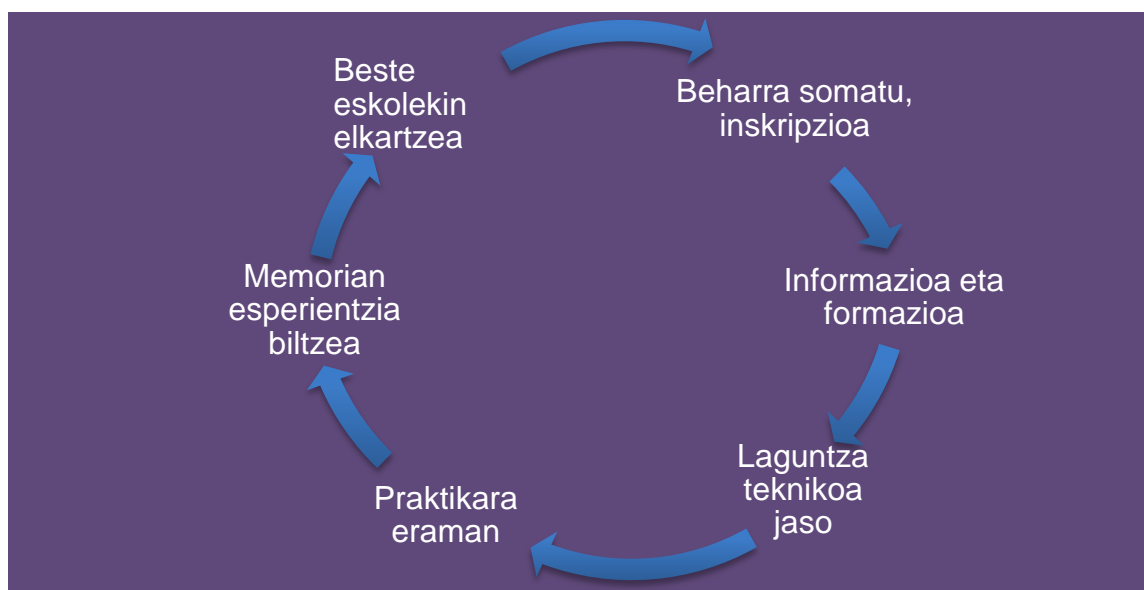 Beste
eskolekin
elkartzea
Beharra somatu,
inskripzioa
Informazioa eta
formazioa
Laguntza
teknikoa
jaso
Praktikara
eraman
Memorian
esperientzia
biltzea